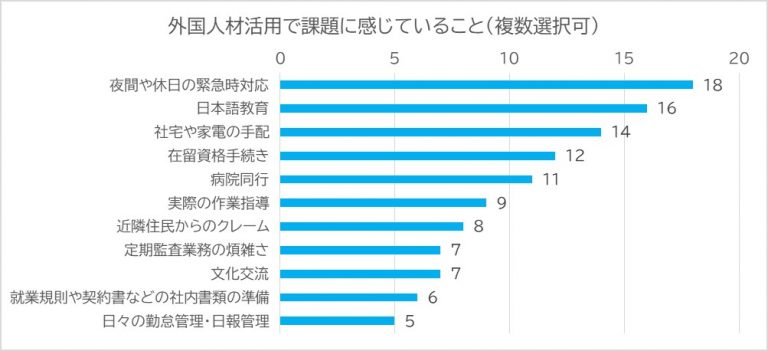 外国人材活用で課題に感じていること（複数選択可）
0 5 10 15 20
夜間や休日の緊急時対応 18
日本語教育 16
社宅や家電の手配 14
在留資格手続き 12
病院同行 11
実際の作業指導 9
近隣住民からのクレーム 8
定期監査業務の煩雑さ 7
文化交流 7
就業規則や契約書などの社内書類の準備 6
日々の勤怠管理・日報管理 5